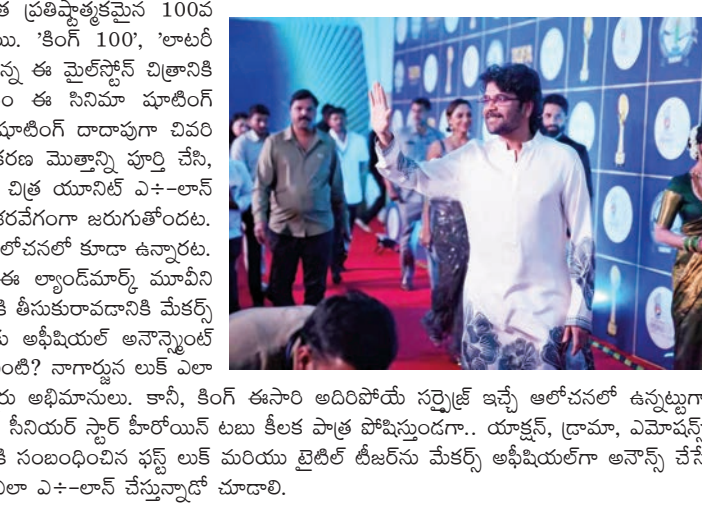 త ప్రతిష్టాత్మకమైన 100వ
యి. 'కింగ్ 100', 'లాటరీ
న్న ఈ మైల్‌స్టోన్ చిత్రానికి
ం ఈ సినిమా షూటింగ్
షూటింగ్ దాదాపుగా చివరి
కరణ మొత్తాన్ని పూర్తి చేసి,
చిత్ర యూనిట్ ఎ÷-లాన్
శరవేగంగా జరుగుతోందట.
లోచనలో కూడా ఉన్నారట.
ఈ ల్యాండ్‌మార్క్ మూవీని
కి తీసుకురావడానికి మేకర్స్
కు అఫీషియల్ అనౌన్స్మెంట్
ంటి? నాగార్జున లుక్ ఎలా
రు అభిమానులు. కానీ, కింగ్ ఈసారి అదిరిపోయే సర్ప్రైజ్ ఇచ్చే ఆలోచనలో ఉన్నట్టుగా
సీనియర్ స్టార్ హీరోయిన్ టబు కీలక పాత్ర పోషిస్తుండగా.. యాక్షన్, డ్రామా, ఎమోషన్స్
కి సంబంధించిన ఫస్ట్ లుక్ మరియు టైటిల్ టీజర్‌ను మేకర్స్ అఫీషియల్‌గా అనౌన్స్ చేసే
ఎలా ఎ÷-లాన్ చేస్తున్నాడో చూడాలి.